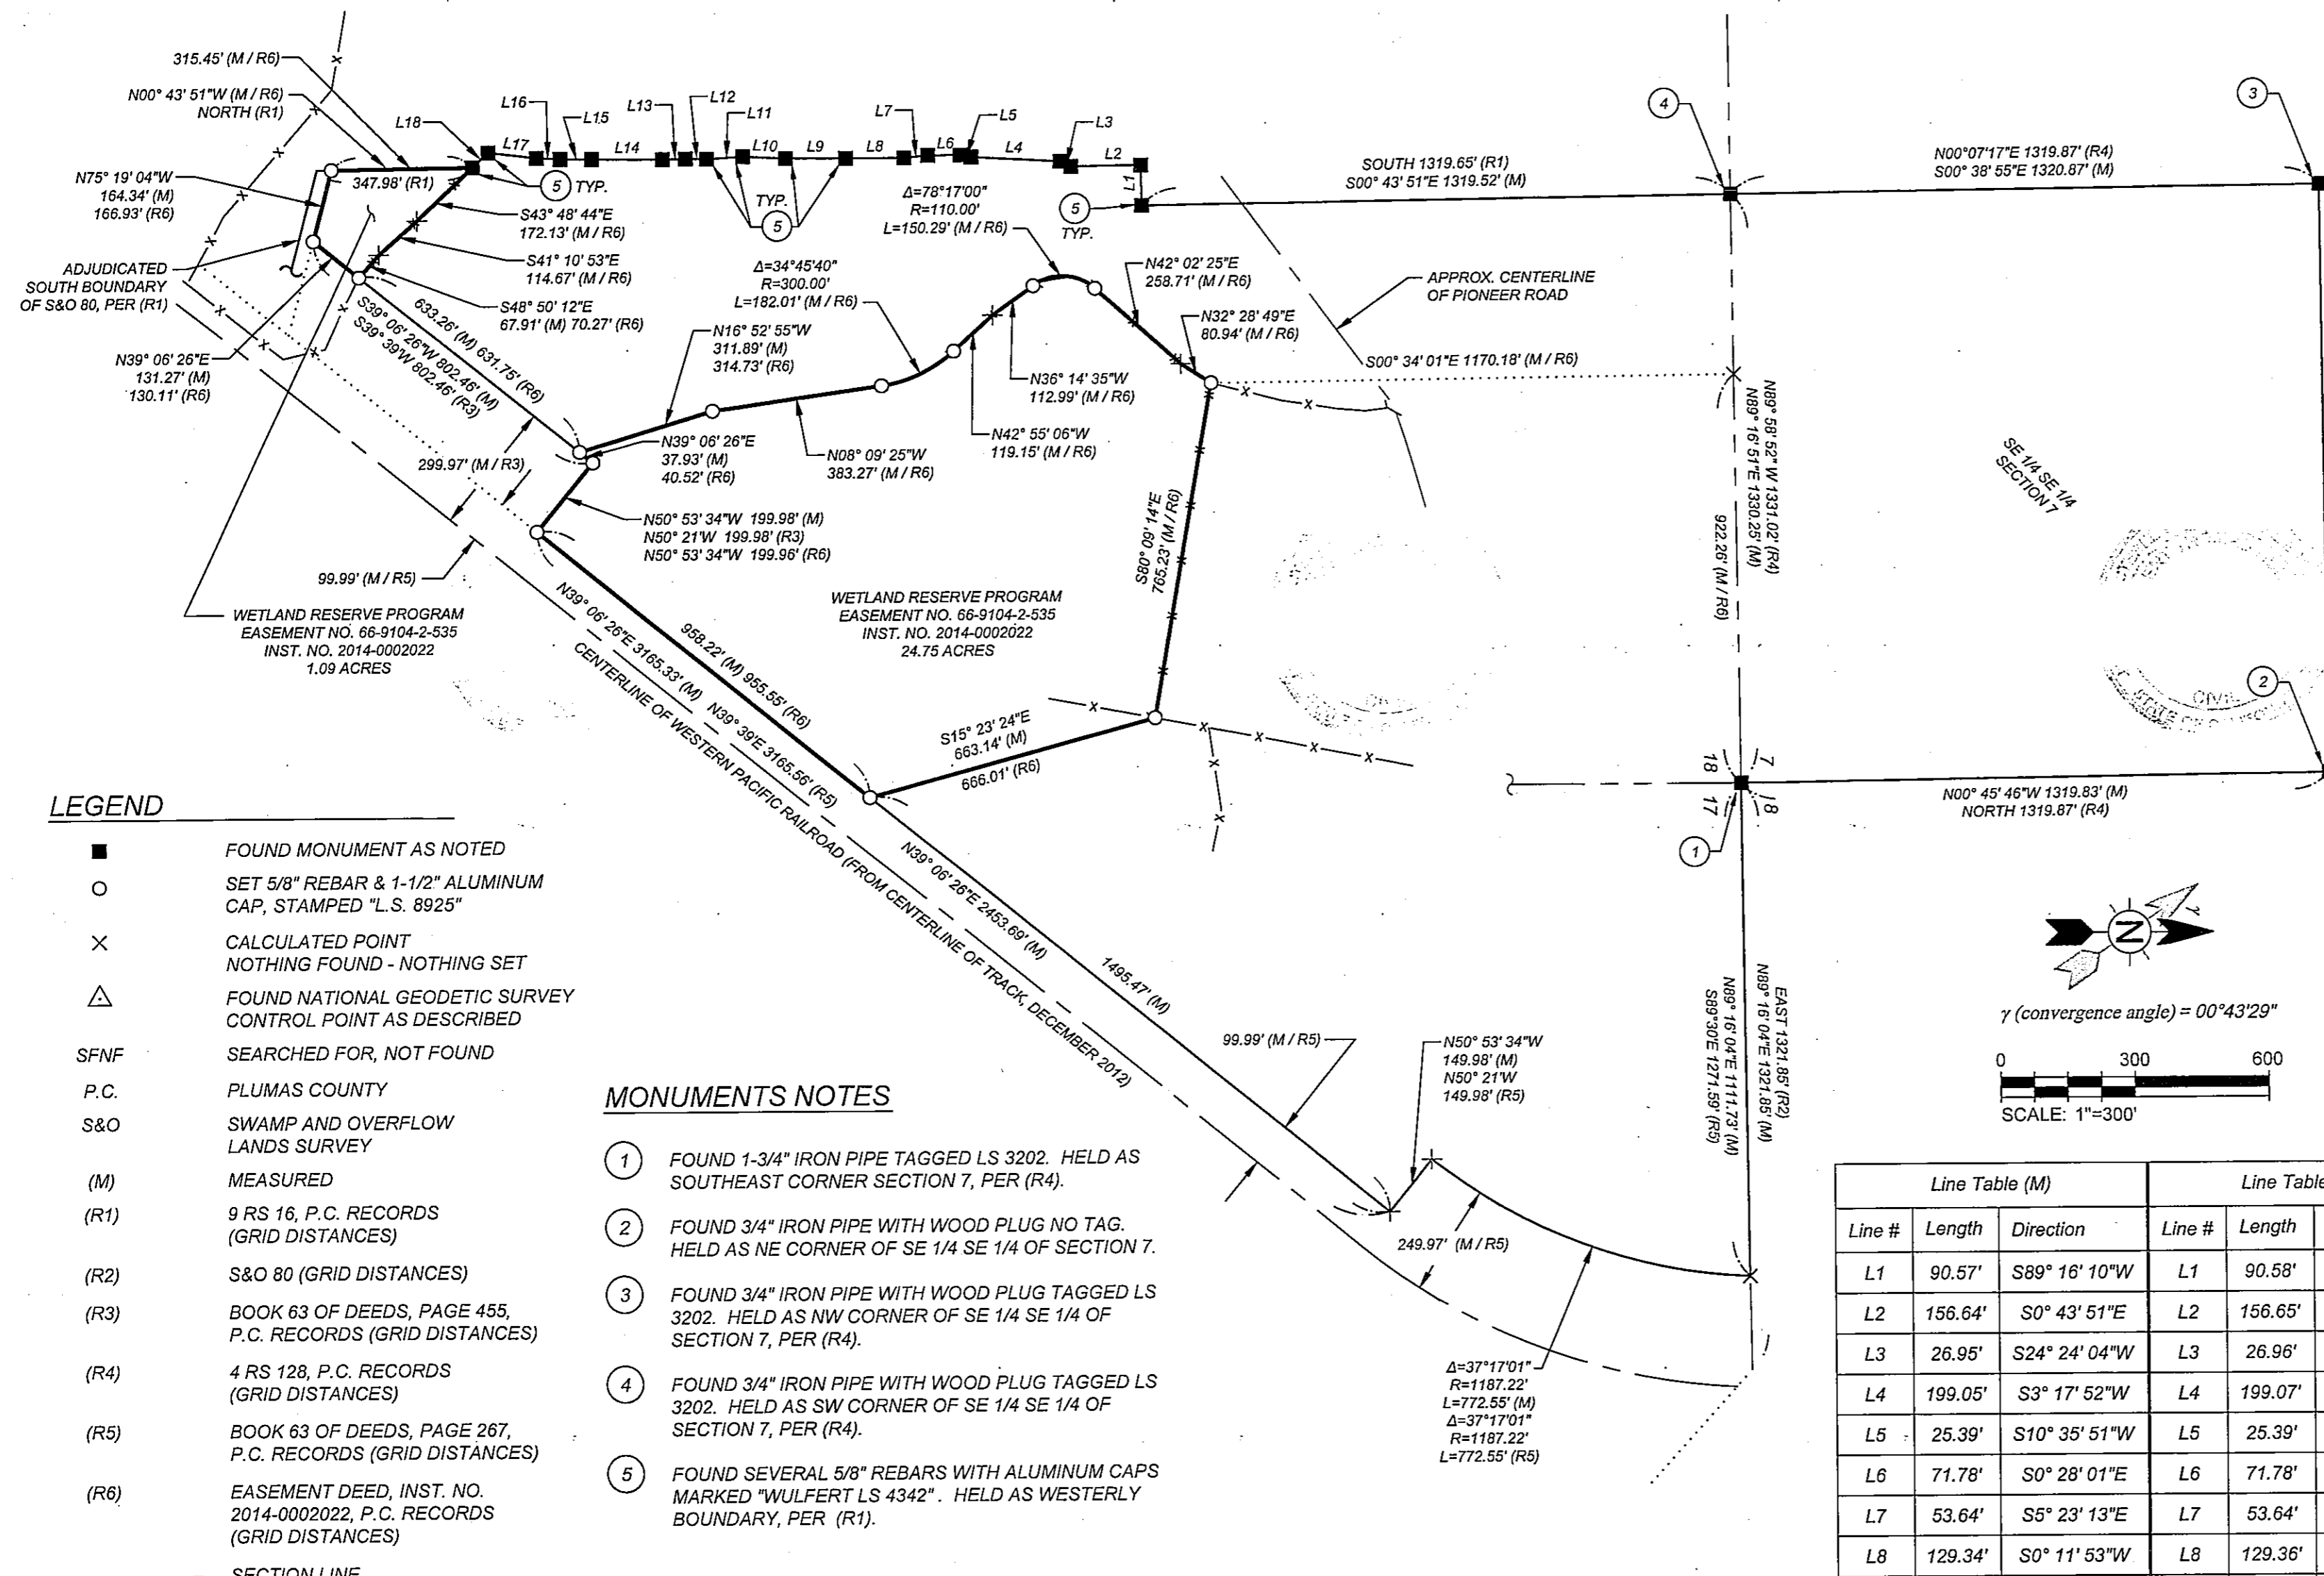 315.45' (M / R6)
N00° 43' 51"W (M / R6)
NORTH (R1)
L18
L16
L17
L15
L14
L13
L12
L11
L10
L9
L8
L7
L6
L5
L4
L3
L2
L1
N75° 19' 04"W
164.34' (M)
166.93' (R6)
347.98' (R1)
5 TYP.
S43° 48' 44"E
172.13' (M / R6)
S41° 10' 53"E
114.67' (M / R6)
S48° 50' 12"E
67.91' (M) 70.27' (R6)
ADJUDICATED
SOUTH BOUNDARY
OF S&O 80, PER (R1)
N39° 06' 26"E
131.27' (M)
130.11' (R6)
633.26' (M) 631.75' (R6)
S39° 06' 26"W 802.46' (M)
S39° 39'W 802.46' (R3)
TYP.
5
Δ=78°17'00"
R=110.00'
L=150.29' (M / R6)
5
TYP.
Δ=34°45'40"
R=300.00'
L=182.01' (M / R6)
N16° 52' 55"W
311.89' (M)
314.73' (R6)
N42° 02' 25"E
258.71' (M / R6)
N32° 28' 49"E
80.94' (M / R6)
N36° 14' 35"W
112.99' (M / R6)
N42° 55' 06"W
119.15' (M / R6)
N08° 09' 25"W
383.27' (M / R6)
N39° 06' 26"E
37.93' (M)
40.52' (R6)
299.97' (M / R3)
N50° 53' 34"W 199.98' (M)
N50° 21'W 199.98' (R3)
N50° 53' 34"W 199.96' (R6)
99.99' (M / R5)
SOUTH 1319.65' (R1)
S00° 43' 51"E 1319.52' (M)
APPROX. CENTERLINE
OF PIONEER ROAD
S00° 34' 01"E 1170.18' (M / R6)
4
N00°07'17"E 1319.87' (R4)
S00° 38' 55"E 1320.87' (M)
3
N89° 58' 52" W 1331.02' (R4)
N89° 16' 51"E 1330.25' (M)
922.26' (M / R6)
SE 1/4 SE 1/4
SECTION 7
S80° 09' 14"E
765.23' (M / R6)
WETLAND RESERVE PROGRAM
EASEMENT NO. 66-9104-2-535
INST. NO. 2014-0002022
1.09 ACRES
WETLAND RESERVE PROGRAM
EASEMENT NO. 66-9104-2-535
INST. NO. 2014-0002022
24.75 ACRES
958.22' (M) 955.55' (R6)
N39° 06' 26"E 3165.33' (M) N39° 39'E 3165.56' (R5)
CENTERLINE OF WESTERN PACIFIC RAILROAD (FROM CENTERLINE OF TRACK, DECEMBER 2012)
S15° 23' 24"E
663.14' (M)
666.01' (R6)
CIVIL
2
18 7
17 8
1
N00° 45' 46"W 1319.83' (M)
NORTH 1319.87' (R4)
N39° 06' 26"E 2453.69' (M)
1495.47' (M)
99.99' (M / R5)
N50° 53' 34"W
149.98' (M)
N50° 21'W
149.98' (R5)
EAST 1321.85' (R2)
N89° 16' 04"E 1321.85' (M)
N89° 16' 04"E 1111.73' (M)
S89°30'E 1271.59' (R5)
249.97' (M / R5)
Δ=37°17'01"
R=1187.22'
L=772.55' (M)
Δ=37°17'01"
R=1187.22'
L=772.55' (R5)
N
γ
γ (convergence angle) = 00°43'29"
0 300 600
SCALE: 1"=300'
LEGEND
FOUND MONUMENT AS NOTED
SET 5/8" REBAR & 1-1/2" ALUMINUM
CAP, STAMPED "L.S. 8925"
CALCULATED POINT
NOTHING FOUND - NOTHING SET
FOUND NATIONAL GEODETIC SURVEY
CONTROL POINT AS DESCRIBED
SFNF SEARCHED FOR, NOT FOUND
P.C. PLUMAS COUNTY
S&O SWAMP AND OVERFLOW
LANDS SURVEY
(M) MEASURED
(R1) 9 RS 16, P.C. RECORDS
(GRID DISTANCES)
(R2) S&O 80 (GRID DISTANCES)
(R3) BOOK 63 OF DEEDS, PAGE 455,
P.C. RECORDS (GRID DISTANCES)
(R4) 4 RS 128, P.C. RECORDS
(GRID DISTANCES)
(R5) BOOK 63 OF DEEDS, PAGE 267,
P.C. RECORDS (GRID DISTANCES)
(R6) EASEMENT DEED, INST. NO.
2014-0002022, P.C. RECORDS
(GRID DISTANCES)
SECTION LINE
MONUMENTS NOTES
1 FOUND 1-3/4" IRON PIPE TAGGED LS 3202. HELD AS
SOUTHEAST CORNER SECTION 7, PER (R4).
2 FOUND 3/4" IRON PIPE WITH WOOD PLUG NO TAG.
HELD AS NE CORNER OF SE 1/4 SE 1/4 OF SECTION 7.
3 FOUND 3/4" IRON PIPE WITH WOOD PLUG TAGGED LS
3202. HELD AS NW CORNER OF SE 1/4 SE 1/4 OF
SECTION 7, PER (R4).
4 FOUND 3/4" IRON PIPE WITH WOOD PLUG TAGGED LS
3202. HELD AS SW CORNER OF SE 1/4 SE 1/4 OF
SECTION 7, PER (R4).
5 FOUND SEVERAL 5/8" REBARS WITH ALUMINUM CAPS
MARKED "WULFERT LS 4342". HELD AS WESTERLY
BOUNDARY, PER (R1).
Line Table (M) Line Table
Line # Length Direction Line # Length
L1 90.57' S89° 16' 10"W L1 90.58'
L2 156.64' S0° 43' 51"E L2 156.65'
L3 26.95' S24° 24' 04"W L3 26.96'
L4 199.05' S3° 17' 52"W L4 199.07'
L5 25.39' S10° 35' 51"W L5 25.39'
L6 71.78' S0° 28' 01"E L6 71.78'
L7 53.64' S5° 23' 13"E L7 53.64'
L8 129.34' S0° 11' 53"W L8 129.36'